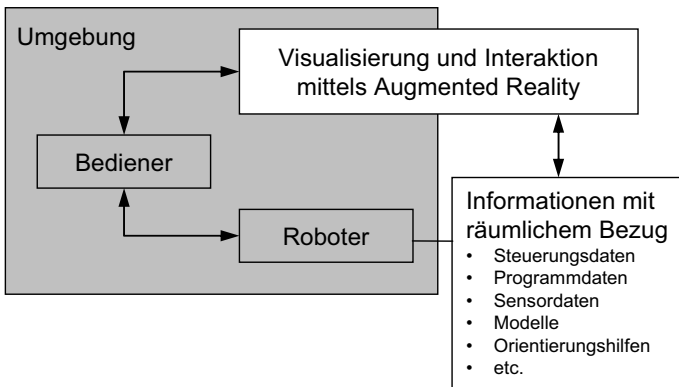 Umgebung
Visualisierung und Interaktion
mittels Augmented Reality
Bediener
Roboter
Informationen mit
räumlichem Bezug
• Steuerungsdaten
• Programmdaten
• Sensordaten
• Modelle
• Orientierungshilfen
• etc.